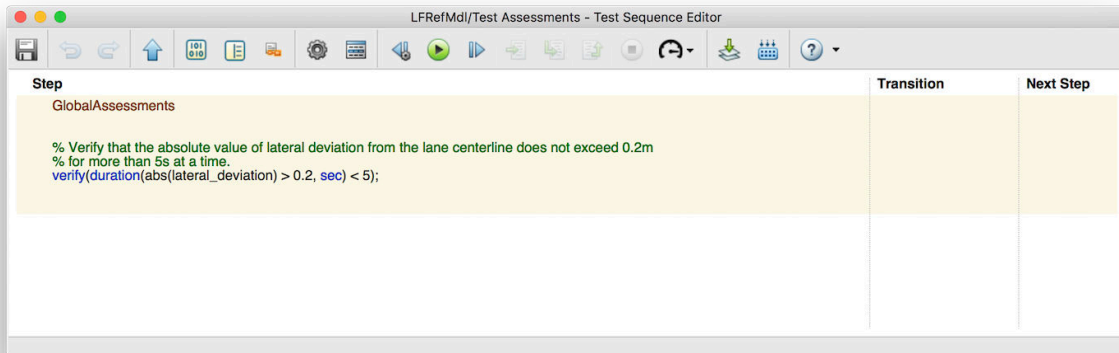 LFRefMdl/Test Assessments - Test Sequence Editor
101
010
?
Step Transition Next Step
GlobalAssessments
% Verify that the absolute value of lateral deviation from the lane centerline does not exceed 0.2m
% for more than 5s at a time.
verify(duration(abs(lateral_deviation) > 0.2, sec) < 5);